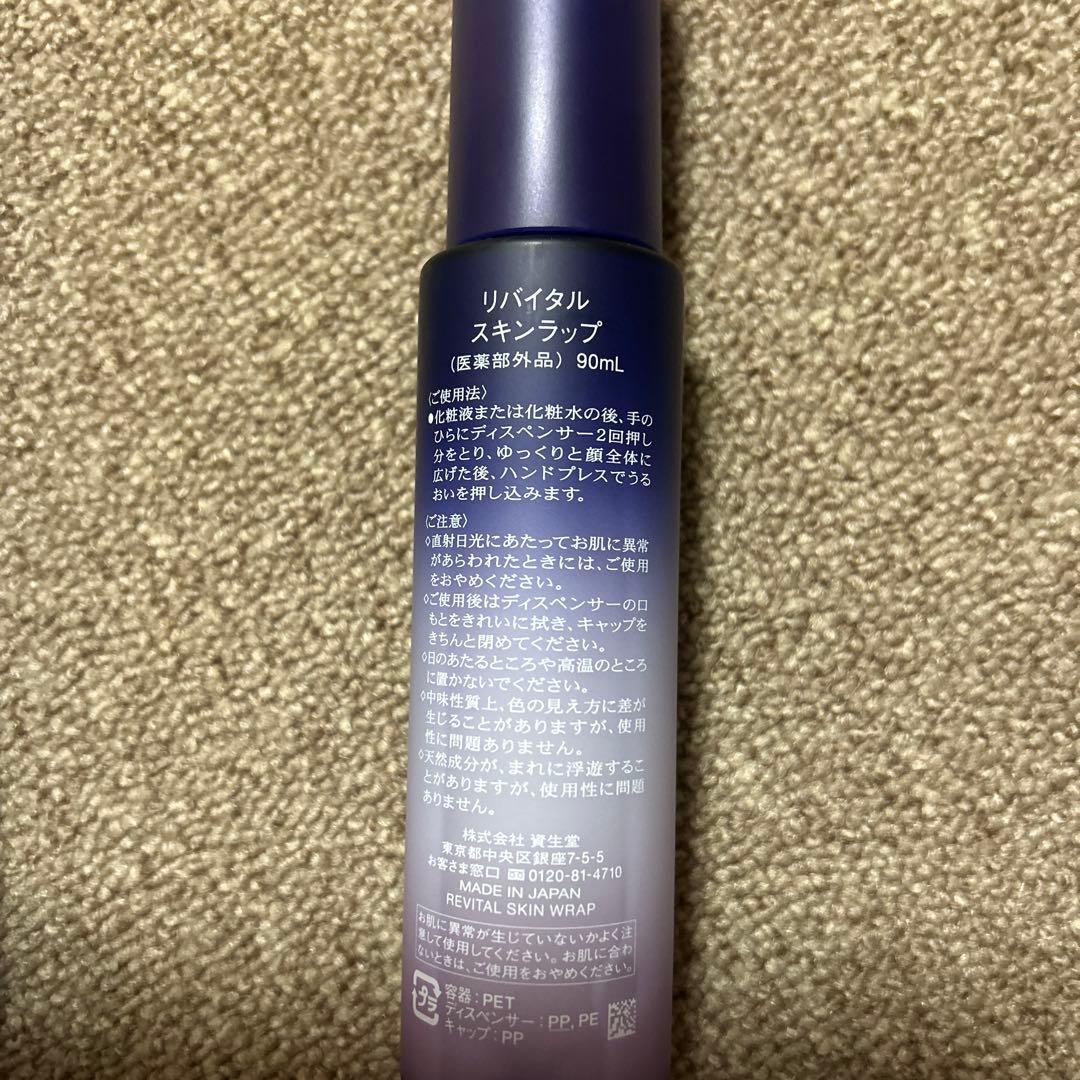 リバイタル
スキンラップ
（医薬部外品） 90mL
〈ご使用法〉
●化粧液または化粧水の後、手の
ひらにディスペンサー2回押し
分をとり、ゆっくりと顔全体に
広げた後、ハンドプレスでうる
おいを押し込みます。
〈ご注意〉
◇直射日光にあたってお肌に異常
があらわれたときには、ご使用
をおやめください。
◇ご使用後はディスペンサーの口
もとをきれいに拭き、キャップを
きちんと閉めてください。
◇日のあたるところや高温のところ
に置かないでください。
◇中味性質上、色の見え方に差が
生じることがありますが、使用
性に問題ありません。
◇天然成分が、まれに浮遊するこ
とがありますが、使用性に問題
ありません。
株式会社 資生堂
東京都中央区銀座7-5-5
お客さま窓口 0120-81-4710
MADE IN JAPAN
REVITAL SKIN WRAP
お肌に異常が生じていないかよく注
意して使用してください。お肌に合わ
ないときは、ご使用をおやめください。
プラ 容器：PET
ディスペンサー：PP, PE
キャップ：PP